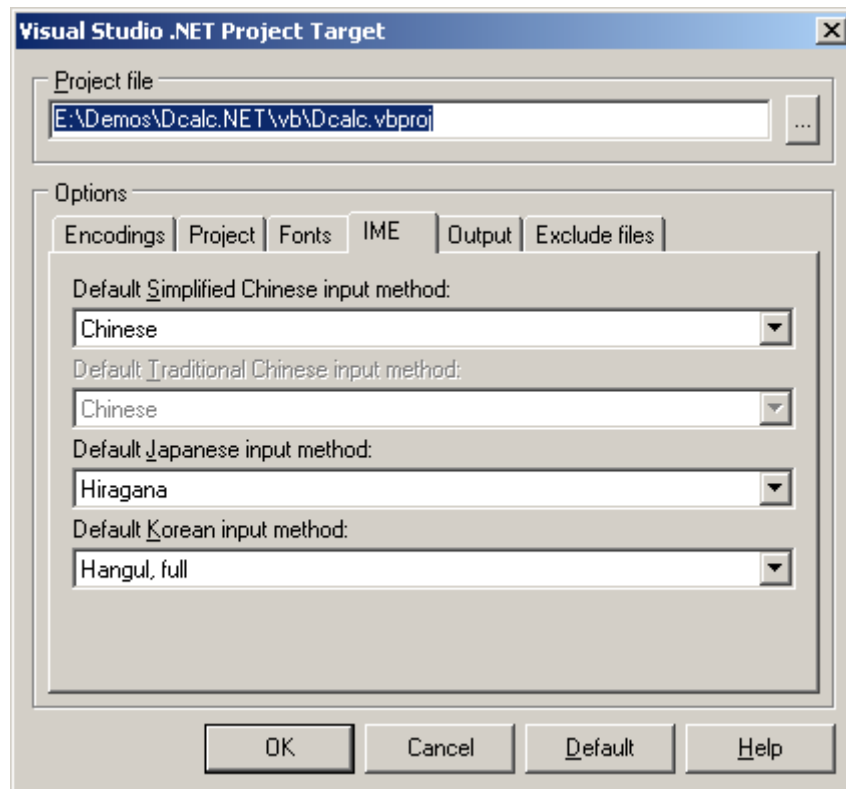 Visual Studio .NET Project Target
Project file
E:\Demos\Dcalc.NET\vb\Dcalc.vbproj
...
Options
Encodings Project Fonts IME Output Exclude files
Default Simplified Chinese input method:
Chinese
Default Traditional Chinese input method:
Chinese
Default Japanese input method:
Hiragana
Default Korean input method:
Hangul, full
OK Cancel Default Help